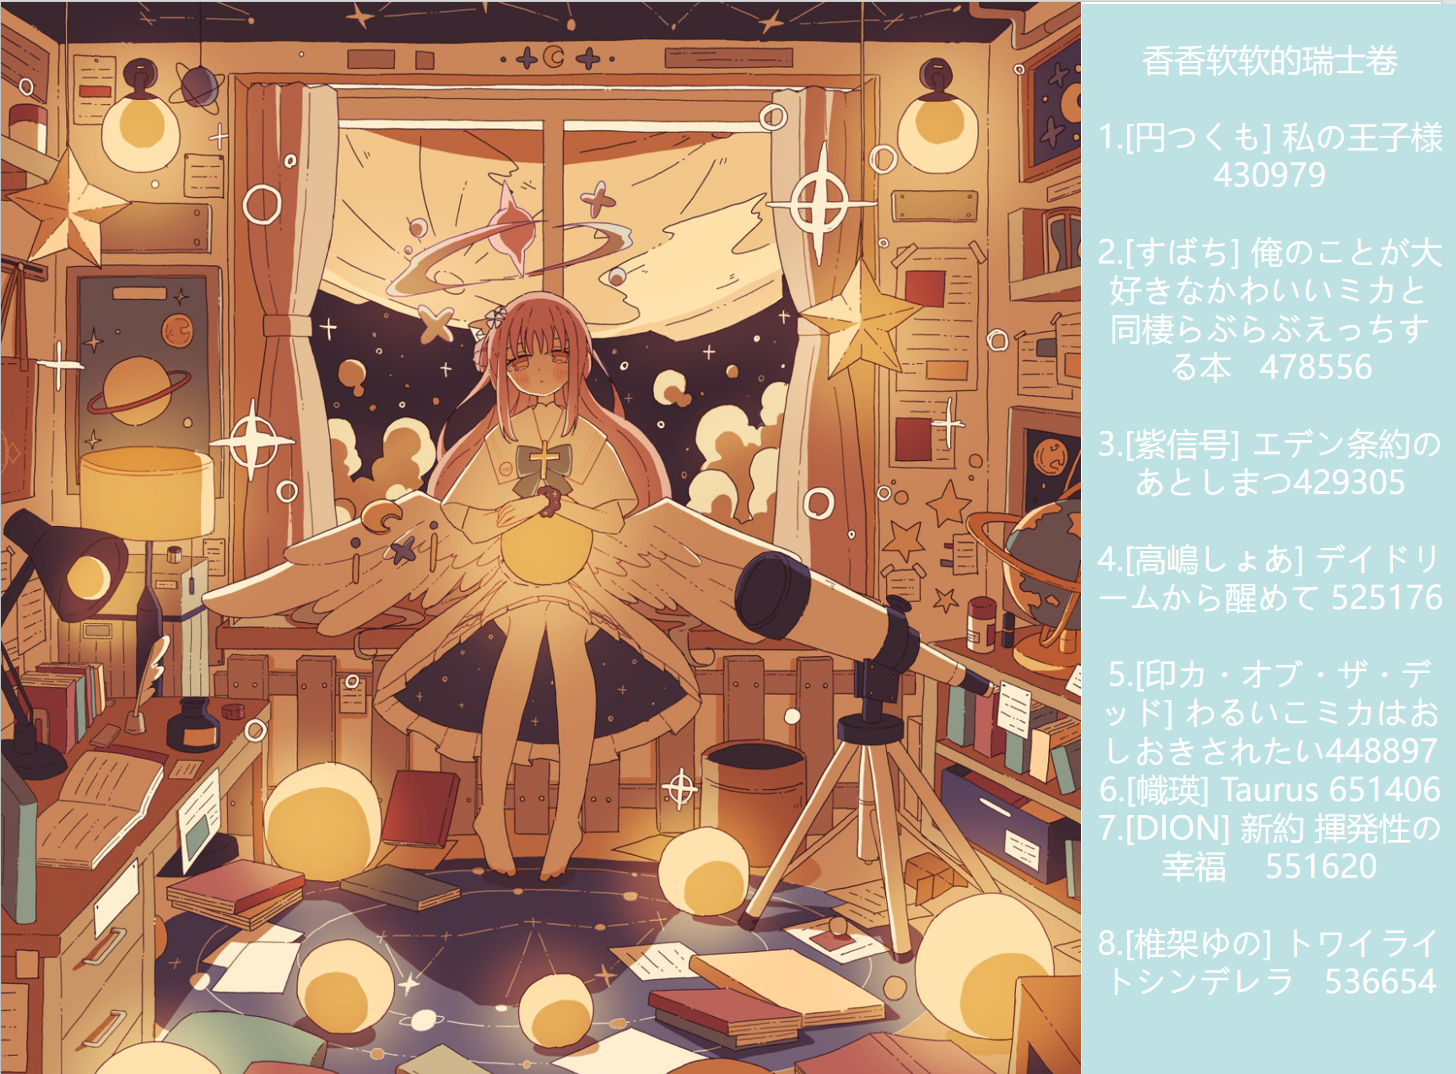 香香软软的瑞士卷
1.[円つくも] 私の王子様
430979
2.[すばち] 俺のことが大
好きなかわいいミカと
同棲らぶらぶえっちす
る本 478556
3.[紫信号] エデン条約の
あとしまつ429305
4.[高嶋しょあ] デイドリ
ームから醒めて 525176
5.[印カ・オブ・ザ・デ
ッド] わるいこミカはお
しおきされたい448897
6.[幟瑛] Taurus 651406
7.[DION] 新約 揮発性の
幸福 551620
8.[椎架ゆの] トワイライ
トシンデレラ 536654